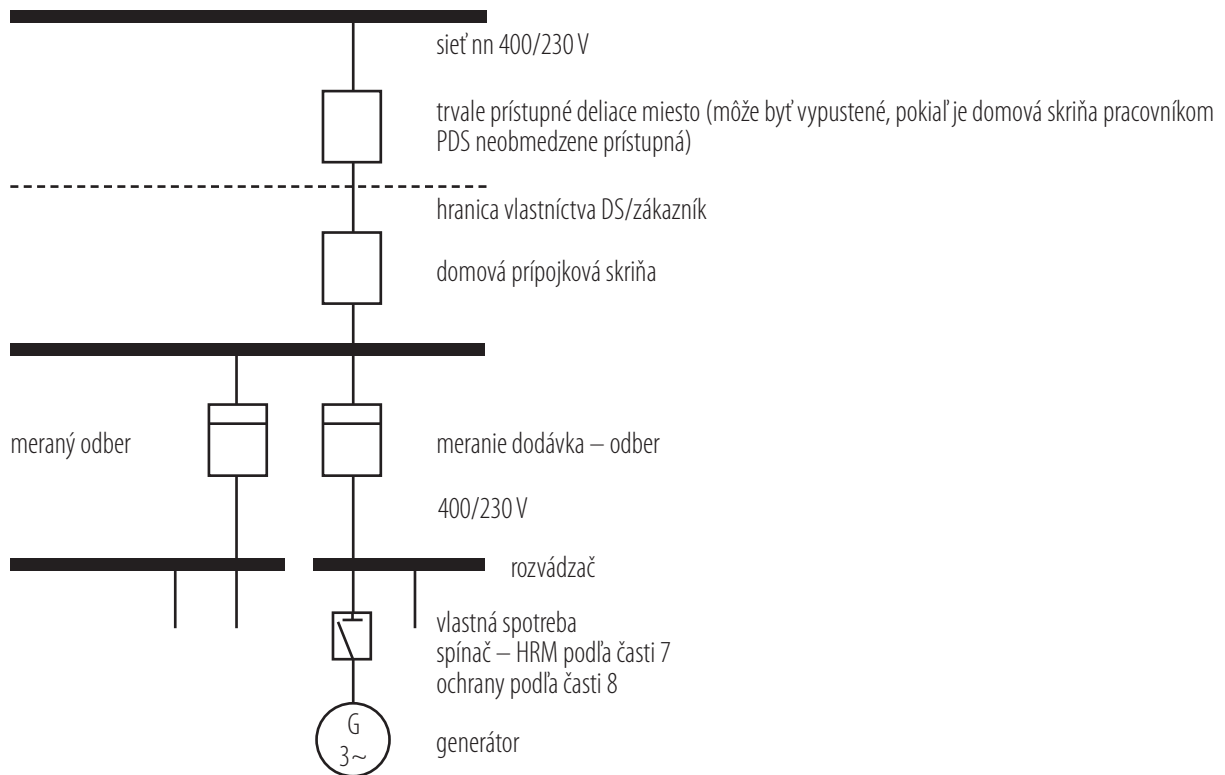 sieť nn 400/230 V
trvale prístupné deliace miesto (môže byť vypustené, pokiaľ je domová skriňa pracovníkom
PDS neobmedzene prístupná)
hranica vlastníctva DS/zákazník
domová prípojková skriňa
meraný odber
meranie dodávka – odber
400/230 V
rozvádzač
vlastná spotreba
spínač – HRM podľa časti 7
ochrany podľa časti 8
G
3~
generátor